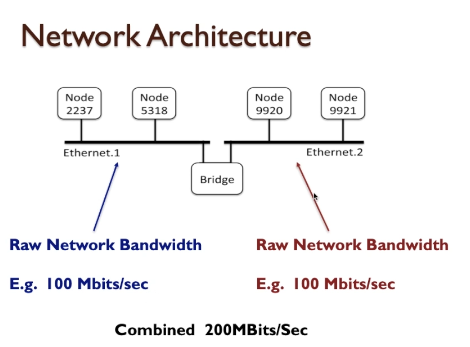 Network Architecture
Node
2237
Node
5318
Node
9920
Node
9921
Ethernet.1
Ethernet.2
Bridge
Raw Network Bandwidth
E.g. 100 Mbits/sec
Raw Network Bandwidth
E.g. 100 Mbits/sec
Combined 200MBits/Sec